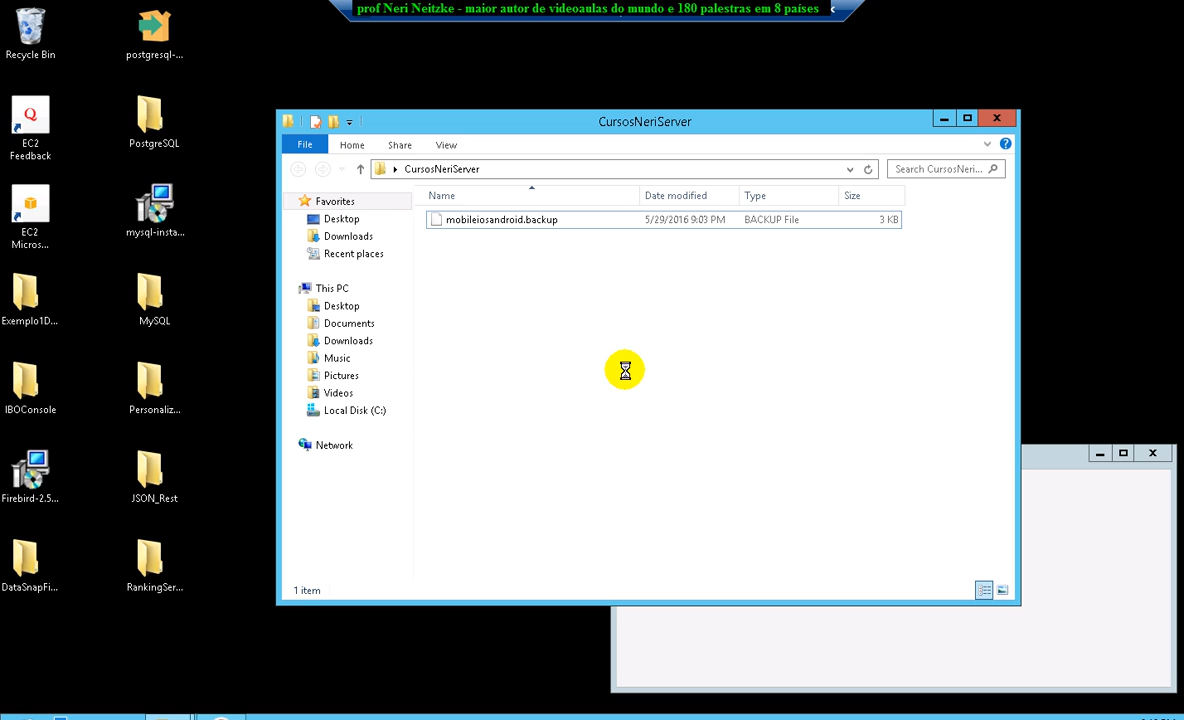 prof Neri Neitzke - maior autor de videoaulas do mundo e 180 palestras em 8 países
Recycle Bin
postgresql-...
EC2
Feedback
PostgreSQL
EC2
Micros...
mysql-insta...
Exemplo1D...
MySQL
IBOConsole
Personaliz...
Firebird-2.5...
JSON_Rest
DataSnapFi...
RankingSer...
CursosNeriServer
File
Home
Share
View
CursosNeriServer
Search CursosNeri...
Name
Date modified
Type
Size
mobileiosandroid.backup
5/29/2016 9:03 PM
BACKUP File
3 KB
Favorites
Desktop
Downloads
Recent places
This PC
Desktop
Documents
Downloads
Music
Pictures
Videos
Local Disk (C:)
Network
1 item